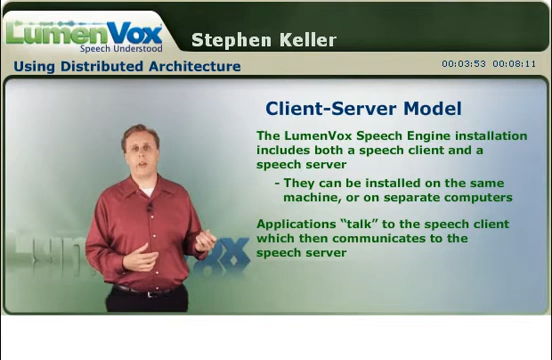 LumenVox
Speech Understood
Stephen Keller
Using Distributed Architecture
00:03:53 00:08:11
Client-Server Model
The LumenVox Speech Engine installation
includes both a speech client and a
speech server
- They can be installed on the same
machine, or on separate computers
Applications “talk” to the speech client
which then communicates to the
speech server